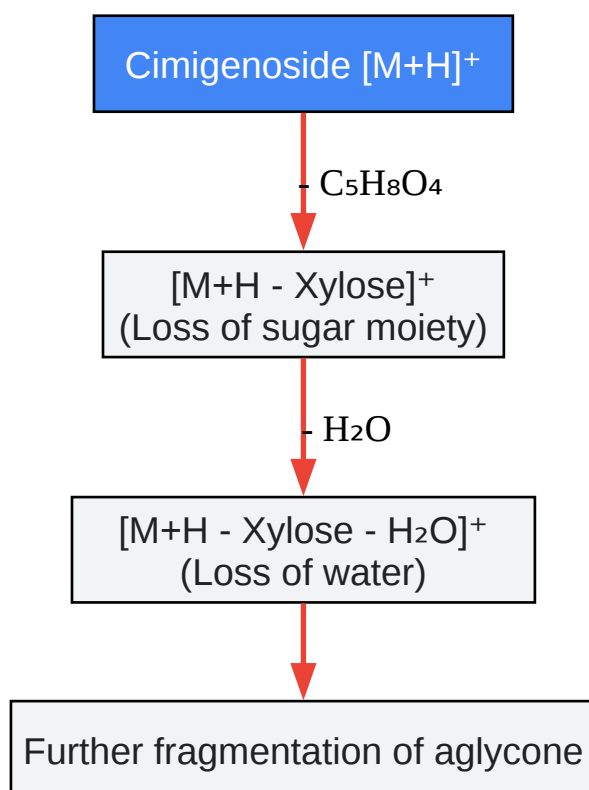 Cimigenoside [M+H]⁺
- C₅H₈O₄
[M+H - Xylose]⁺
(Loss of sugar moiety)
- H₂O
[M+H - Xylose - H₂O]⁺
(Loss of water)
Further fragmentation of aglycone